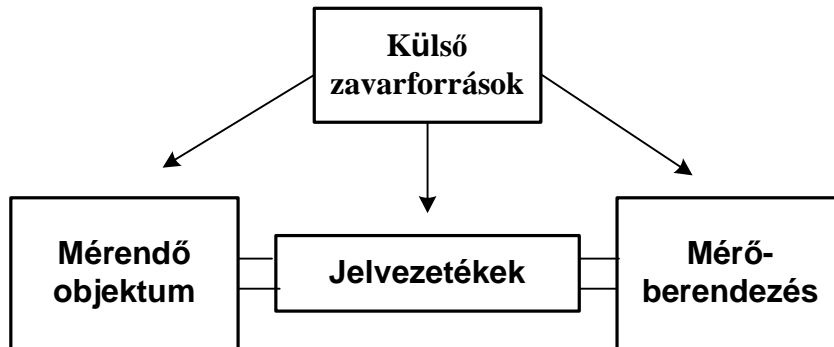 Külső
zavarforrások
Mérendő
objektum
Jelvezetékek
Mérő-
berendezés